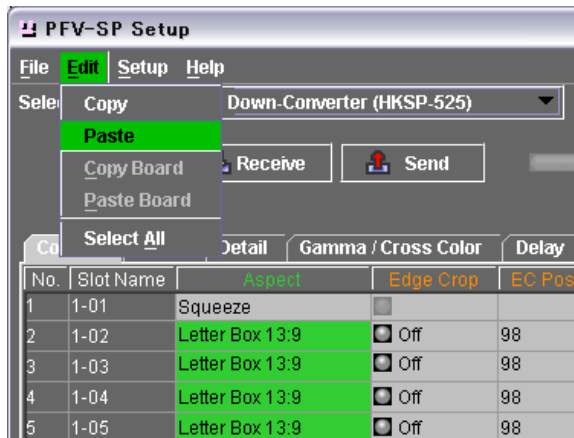 PFV-SP Setup
File Edit Setup Help
Down-Converter (HKSP-525)
Copy
Paste
Copy Board
Paste Board
Select All
Receive Send
Detail Gamma / Cross Color Delay
No. Slot Name Aspect Edge Crop EC Pos
1 1-01 Squeeze
2 1-02 Letter Box 13:9 Off 98
3 1-03 Letter Box 13:9 Off 98
4 1-04 Letter Box 13:9 Off 98
5 1-05 Letter Box 13:9 Off 98